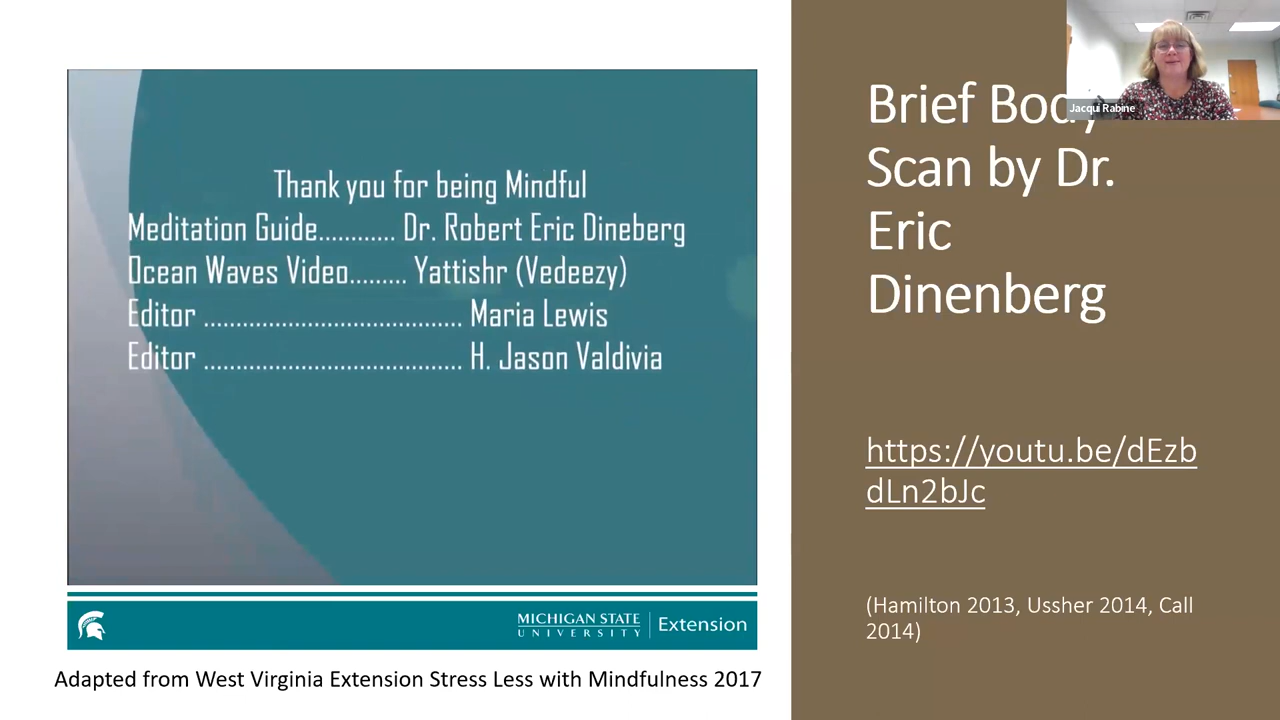 Thank you for being Mindful
Meditation Guide............ Dr. Robert Eric Dineberg
Ocean Waves Video......... Yattishr (Vedeezy)
Editor ....................................... Maria Lewis
Editor ....................................... H. Jason Valdivia
MICHIGAN STATE
UNIVERSITY
Extension
Adapted from West Virginia Extension Stress Less with Mindfulness 2017
Jacqui Rabine
Brief Body
Scan by Dr.
Eric
Dinenberg
https://youtu.be/dEzb
dLn2bJc
(Hamilton 2013, Ussher 2014, Call
2014)